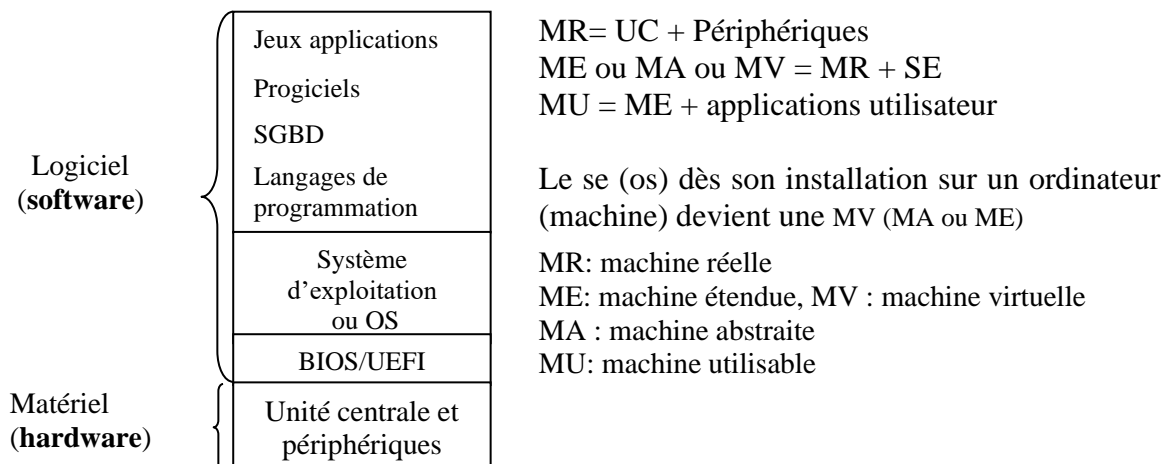 Logiciel
(software)
Jeux applications
Progiciels
SGBD
Langages de
programmation
Système
d'exploitation
ou OS
BIOS/UEFI
Matériel
(hardware)
Unité centrale et
périphériques
MR= UC + Périphériques
ME ou MA ou MV = MR + SE
MU = ME + applications utilisateur
Le se (os) dès son installation sur un ordinateur
(machine) devient une MV (MA ou ME)
MR: machine réelle
ME: machine étendue, MV : machine virtuelle
MA : machine abstraite
MU: machine utilisable